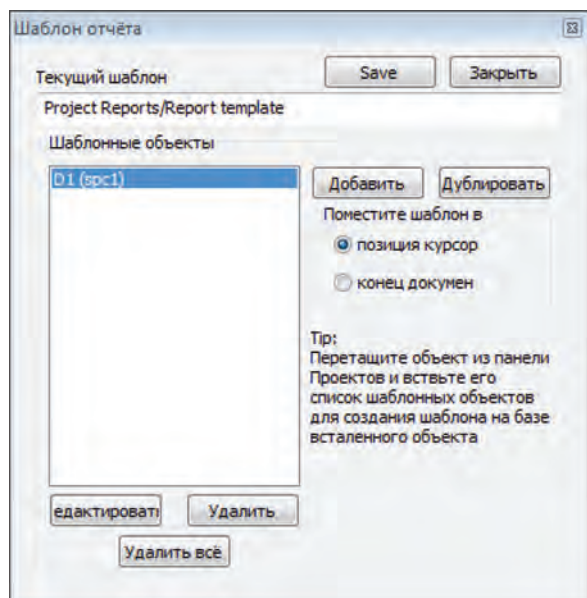 Шаблон отчёта
Текущий шаблон
Save
Закрыть
Project Reports/Report template
Шаблонные объекты
D1 (spc1)
Добавить
Дублировать
Поместите шаблон в
позиция курсор
конец докумен
Tip:
Перетащите объект из панели
Проектов и вствьте его
список шаблонных объектов
для создания шаблона на базе
всталенного объекта
едактироват
Удалить
Удалить всё